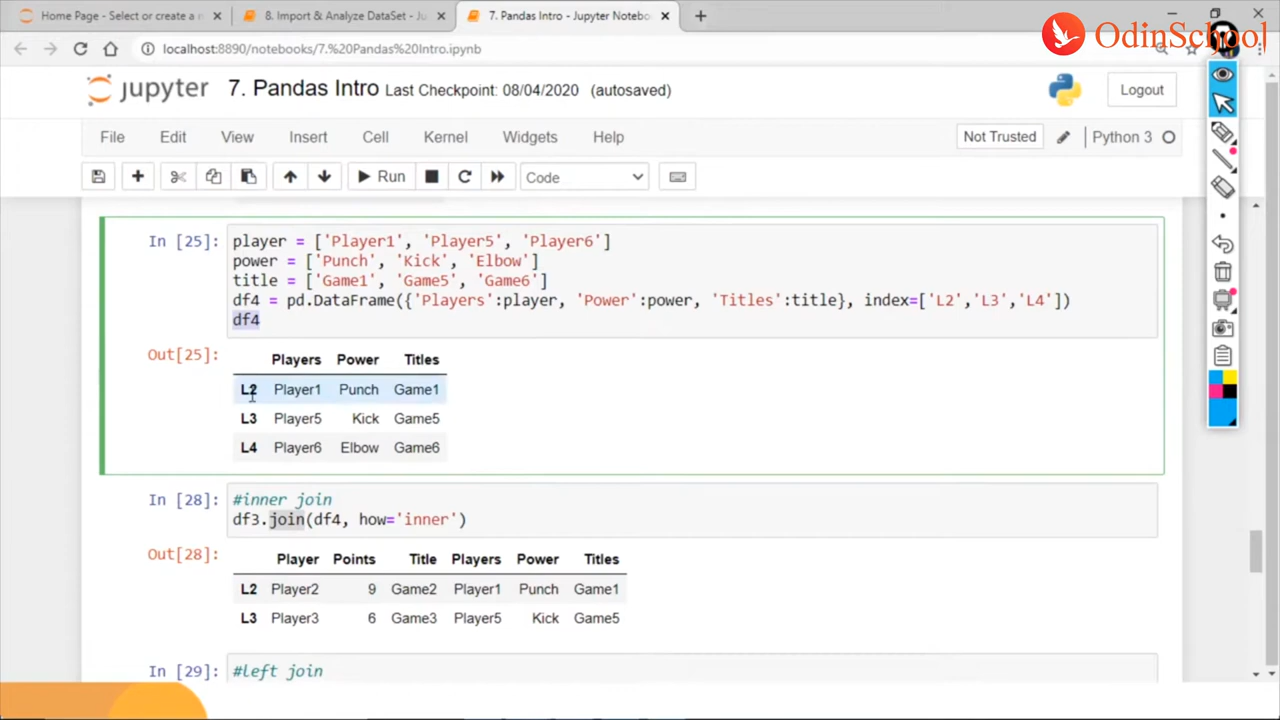 Home Page - Select or create a n
8. Import & Analyze DataSet - Ju
7. Pandas Intro - Jupyter Notebo
OdinSchool
localhost:8890/notebooks/7.%20Pandas%20Intro.ipynb
jupyter 7. Pandas Intro Last Checkpoint: 08/04/2020 (autosaved)
Logout
File Edit View Insert Cell Kernel Widgets Help
Not Trusted
Python 3
Run
Code
In [25]: player = ['Player1', 'Player5', 'Player6']
power = ['Punch', 'Kick', 'Elbow']
title = ['Game1', 'Game5', 'Game6']
df4 = pd.DataFrame({'Players':player, 'Power':power, 'Titles':title}, index=['L2','L3','L4'])
df4
Out[25]:
Players Power Titles
L2 Player1 Punch Game1
L3 Player5 Kick Game5
L4 Player6 Elbow Game6
In [28]: #inner join
df3.join(df4, how='inner')
Out[28]:
Player Points Title Players Power Titles
L2 Player2 9 Game2 Player1 Punch Game1
L3 Player3 6 Game3 Player5 Kick Game5
In [29]: #left join